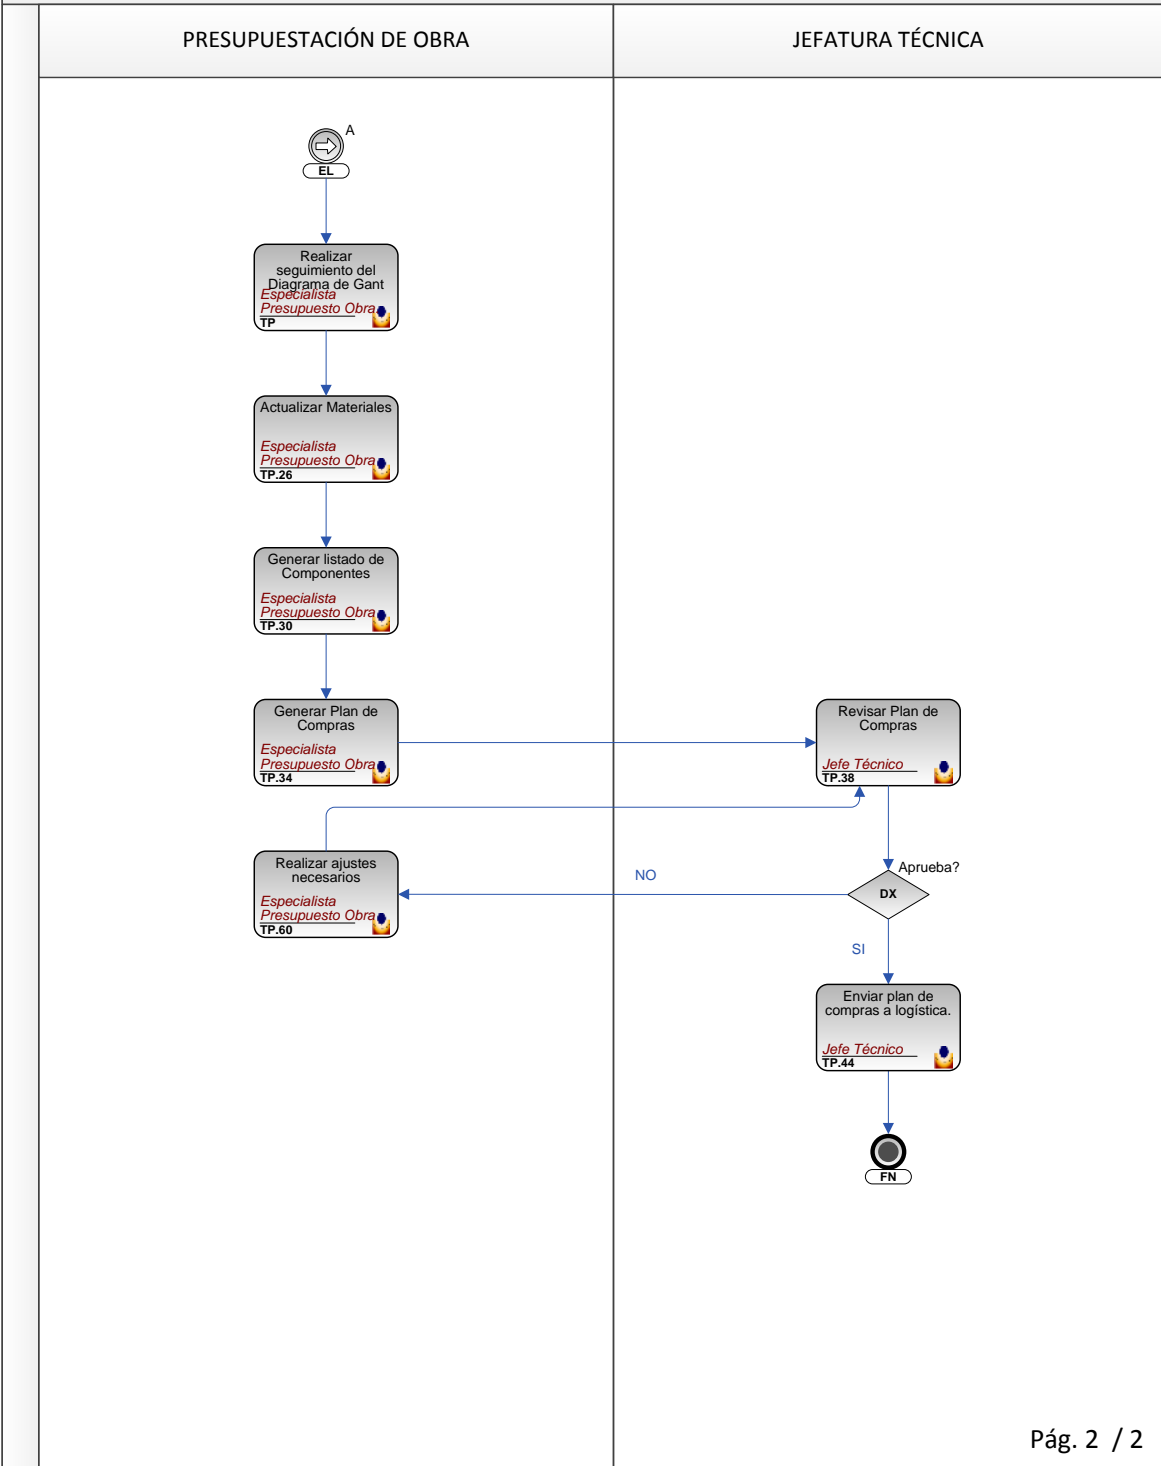 PRESUPUESTACIÓN DE OBRA
JEFATURA TÉCNICA
A
EL
Realizar
seguimiento del
Diagrama de Gant
Especialista
Presupuesto Obra
TP
Actualizar Materiales
Especialista
Presupuesto Obra
TP.26
Generar listado de
Componentes
Especialista
Presupuesto Obra
TP.30
Generar Plan de
Compras
Especialista
Presupuesto Obra
TP.34
Revisar Plan de
Compras
Jefe Técnico
TP.38
Realizar ajustes
necesarios
Especialista
Presupuesto Obra
TP.60
NO
Aprueba?
DX
SI
Enviar plan de
compras a logística.
Jefe Técnico
TP.44
FN
Pág. 2 / 2